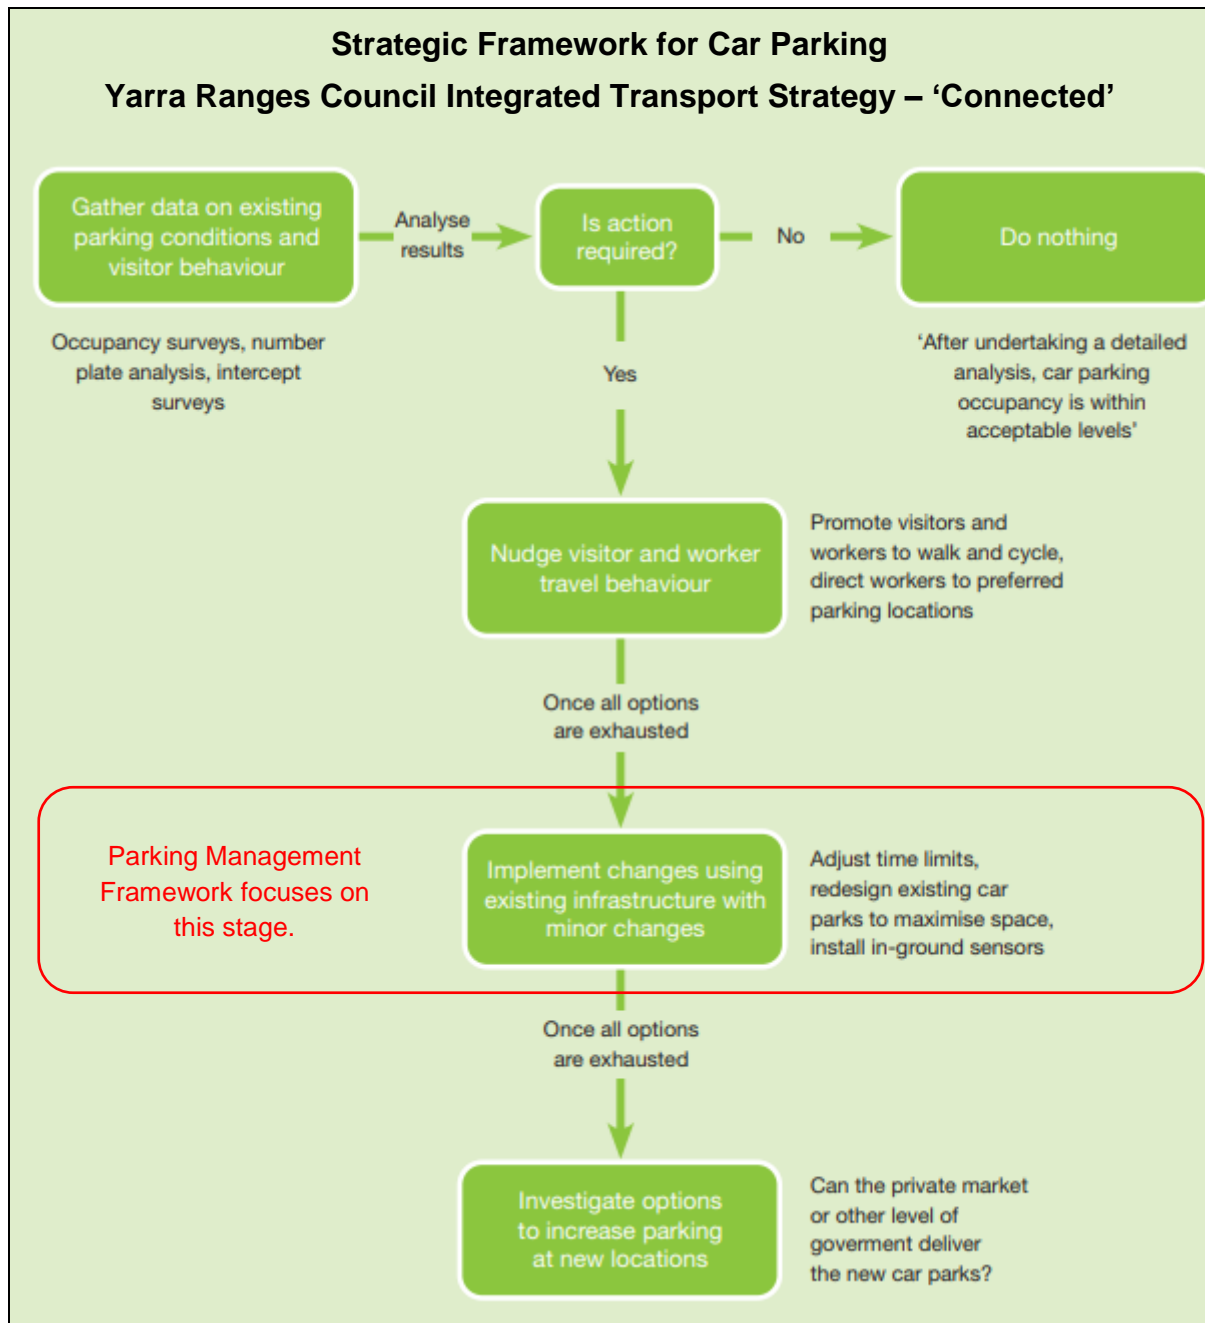 Strategic Framework for Car Parking
Yarra Ranges Council Integrated Transport Strategy – ‘Connected’
Gather data on existing
parking conditions and
visitor behaviour
Analyse
results
Is action
required?
No
Do nothing
Occupancy surveys, number
plate analysis, intercept
surveys
Yes
‘After undertaking a detailed
analysis, car parking
occupancy is within
acceptable levels’
Nudge visitor and worker
travel behaviour
Promote visitors and
workers to walk and cycle,
direct workers to preferred
parking locations
Once all options
are exhausted
Parking Management
Framework focuses on
this stage.
Implement changes using
existing infrastructure with
minor changes
Adjust time limits,
redesign existing car
parks to maximise space,
install in-ground sensors
Once all options
are exhausted
Investigate options
to increase parking
at new locations
Can the private market
or other level of
goverment deliver
the new car parks?